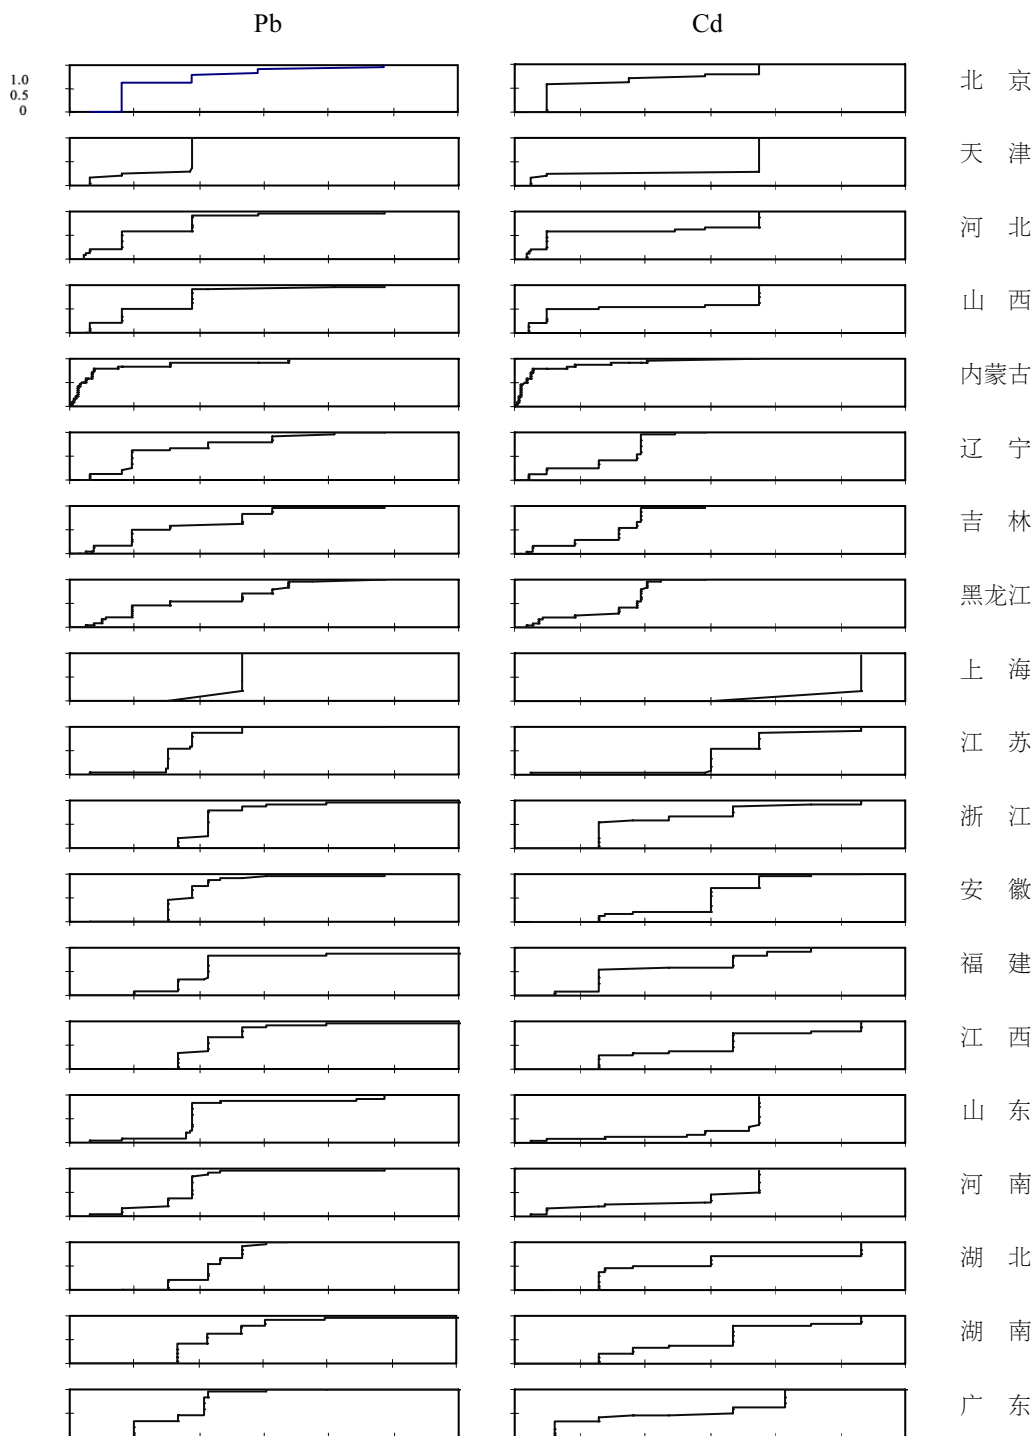 Pb Cd
1.0
0.5
0
北 京
天 津
河 北
山 西
内蒙古
辽 宁
吉 林
黑龙江
上 海
江 苏
浙 江
安 徽
福 建
江 西
山 东
河 南
湖 北
湖 南
广 东